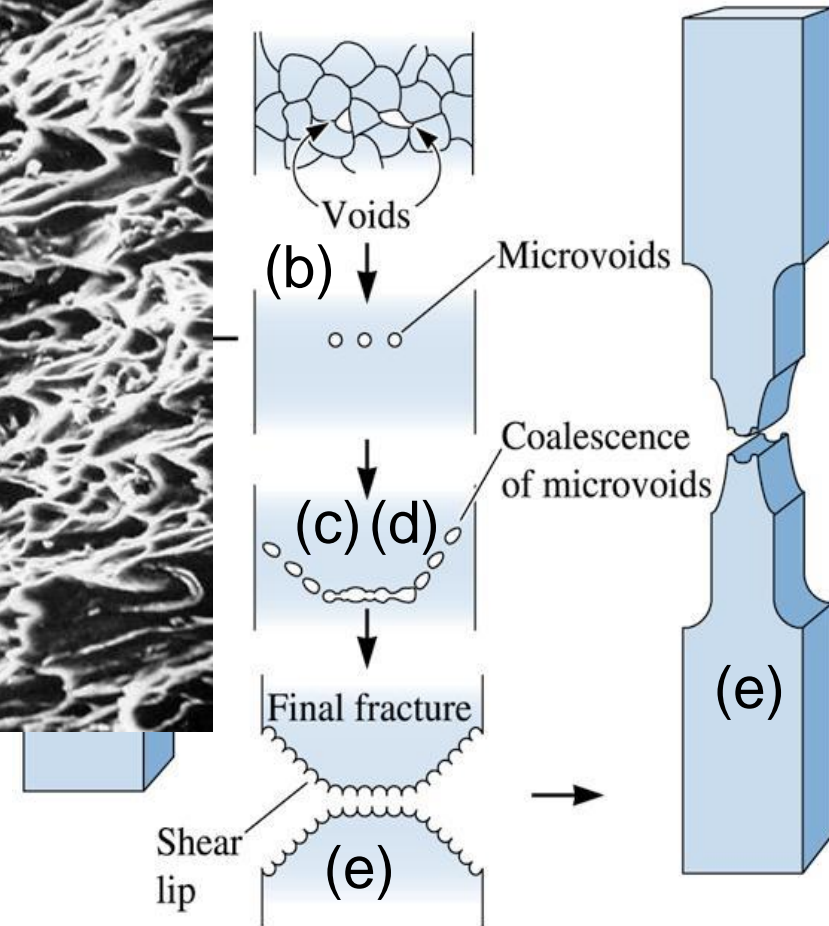 Voids
(b)
Microvoids
Coalescence
of microvoids
(c) (d)
Final fracture
(e)
Shear
lip
(e)